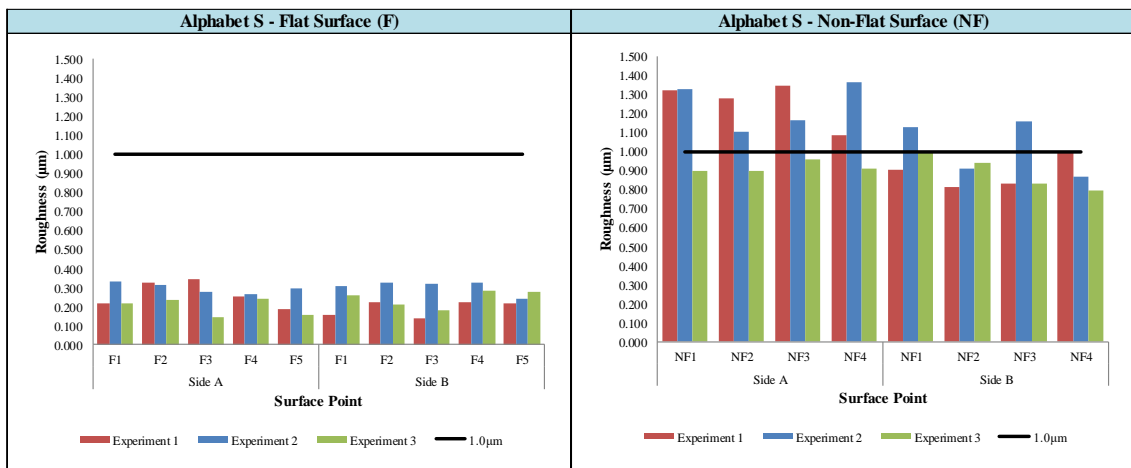 Alphabet S - Flat Surface (F)
1.500
1.400
1.300
1.200
1.100
1.000
0.900
0.800
0.700
0.600
0.500
0.400
0.300
0.200
0.100
0.000
Roughness (µm)
F1 F2 F3 F4 F5 F1 F2 F3 F4 F5
Side A Side B
Surface Point
Experiment 1 Experiment 2 Experiment 3 1.0µm
Alphabet S - Non-Flat Surface (NF)
1.500
1.400
1.300
1.200
1.100
1.000
0.900
0.800
0.700
0.600
0.500
0.400
0.300
0.200
0.100
0.000
Roughness (µm)
NF1 NF2 NF3 NF4 NF1 NF2 NF3 NF4
Side A Side B
Surface Point
Experiment 1 Experiment 2 Experiment 3 1.0µm